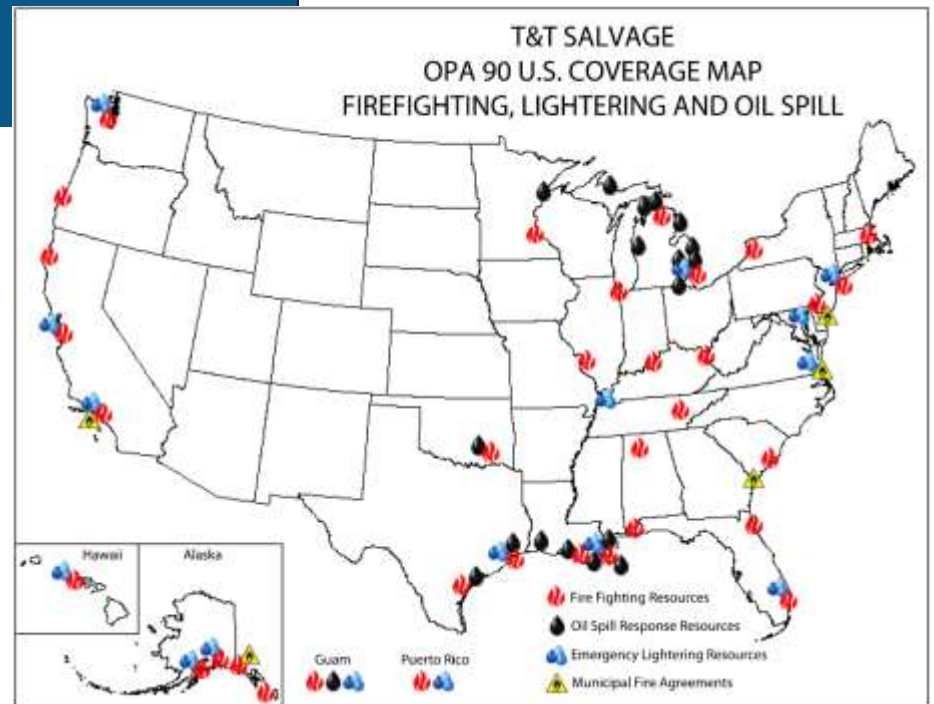 T&T SALVAGE
OPA 90 U.S. COVERAGE MAP
FIREFIGHTING, LIGHTERING AND OIL SPILL
Hawaii
Alaska
Guam
Puerto Rico
Fire Fighting Resources
Oil Spill Response Resources
Emergency Lightering Resources
Municipal Fire Agreements